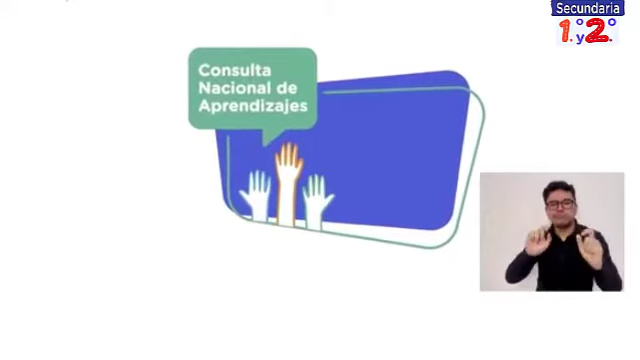 Secundaria
1.° y 2.°
Consulta
Nacional de
Aprendizajes